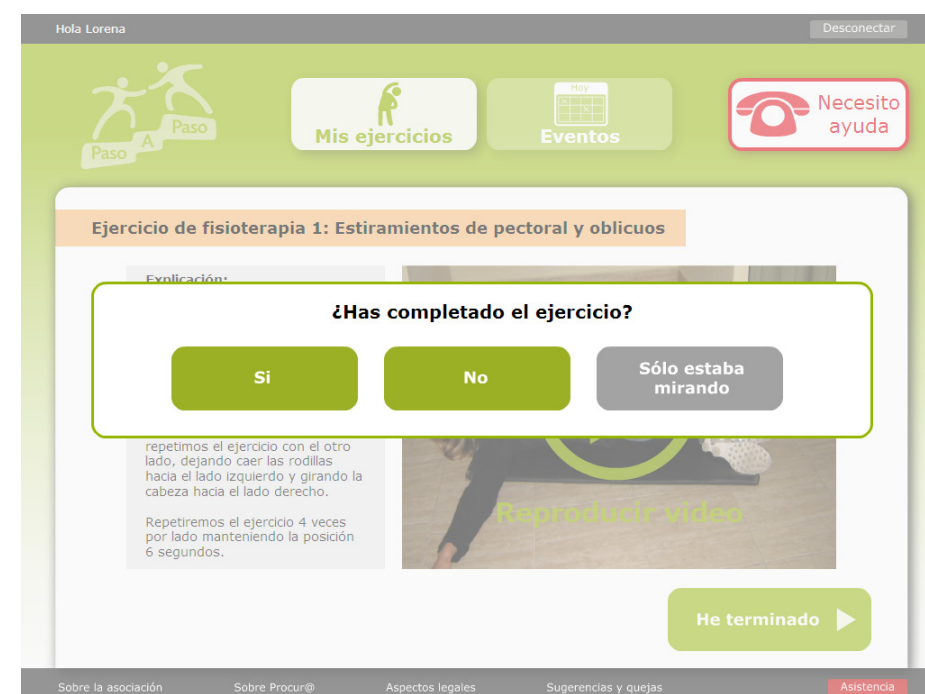 Hola Lorena
Desconectar
Paso
A
Paso
Mis ejercicios
Hoy
Eventos
Necesito
ayuda
Ejercicio de fisioterapia 1: Estiramientos de pectoral y oblicuos
Explicación:
¿Has completado el ejercicio?
Si
No
Sólo estaba
mirando
repetimos el ejercicio con el otro
lado, dejando caer las rodillas
hacia el lado izquierdo y girando la
cabeza hacia el lado derecho.
Repetiremos el ejercicio 4 veces
por lado manteniendo la posición
6 segundos.
Reproducir video
He terminado
Sobre la asociación
Sobre Procur@
Aspectos legales
Sugerencias y quejas
Asistencia